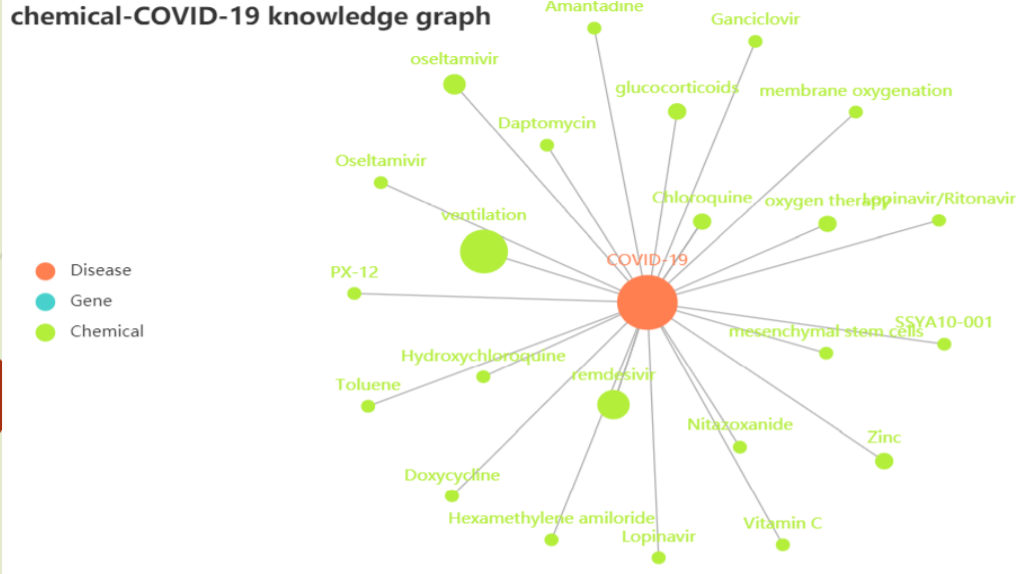 chemical-COVID-19 knowledge graph
Amantadine
Ganciclovir
oseltamivir
glucocorticoids
membrane oxygenation
Daptomycin
Oseltamivir
Chloroquine
oxygen therapy
Lopinavir/Ritonavir
ventilation
COVID-19
Disease
PX-12
Gene
Chemical
SSYA10-001
mesenchymal stem cells
Hydroxychloroquine
remdesivir
Toluene
Nitazoxanide
Zinc
Doxycycline
Hexamethylene amiloride
Vitamin C
Lopinavir